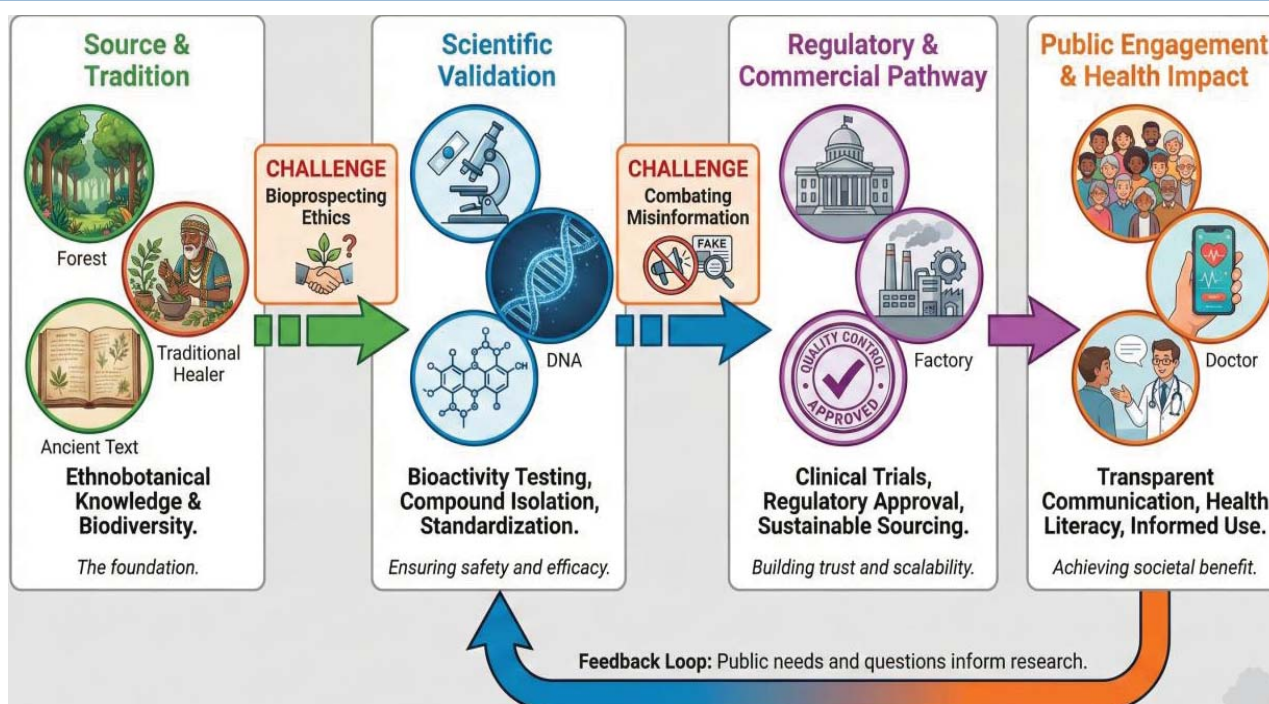 Source &
Tradition
Forest
Traditional
Healer
Ancient Text
Ethnobotanical
Knowledge &
Biodiversity.
The foundation.
CHALLENGE
Bioprospecting
Ethics
?
Scientific
Validation
OH
DNA
Bioactivity Testing,
Compound Isolation,
Standardization.
Ensuring safety and efficacy.
CHALLENGE
Combating
Misinformation
FAKE
Regulatory &
Commercial Pathway
Factory
QUALITY CONTROL
APPROVED
Clinical Trials,
Regulatory Approval,
Sustainable Sourcing.
Building trust and scalability.
Public Engagement
& Health Impact
Doctor
Transparent
Communication, Health
Literacy, Informed Use.
Achieving societal benefit.
Feedback Loop: Public needs and questions inform research.